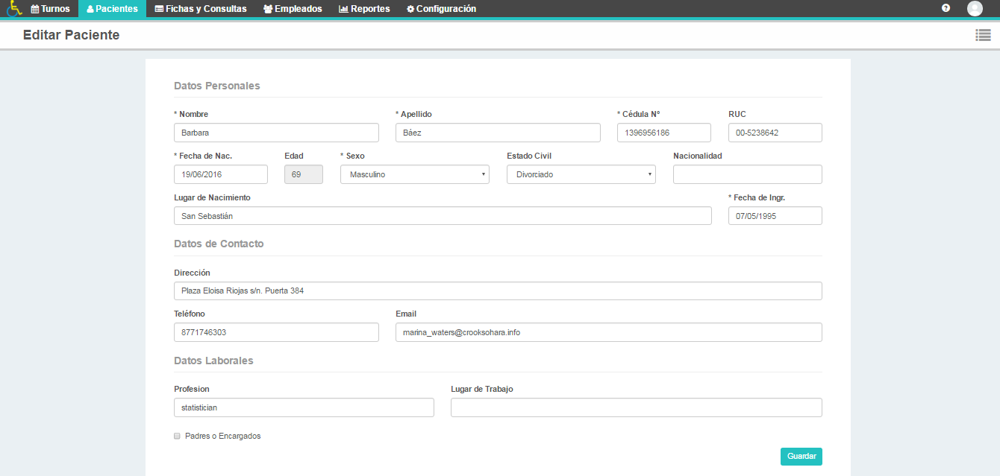 Turnos Pacientes Fichas y Consultas Empleados Reportes Configuración ?
Editar Paciente
Datos Personales
* Nombre * Apellido * Cédula Nº RUC
Barbara Báez 1396956186 00-5238642
* Fecha de Nac. Edad * Sexo Estado Civil Nacionalidad
19/06/2016 69 Masculino Divorciado
Lugar de Nacimiento * Fecha de Ingr.
San Sebastián 07/05/1995
Datos de Contacto
Dirección
Plaza Eloisa Riojas s/n. Puerta 384
Teléfono Email
8771746303 marina_waters@crooksohara.info
Datos Laborales
Profesion Lugar de Trabajo
statistician
Padres o Encargados
Guardar